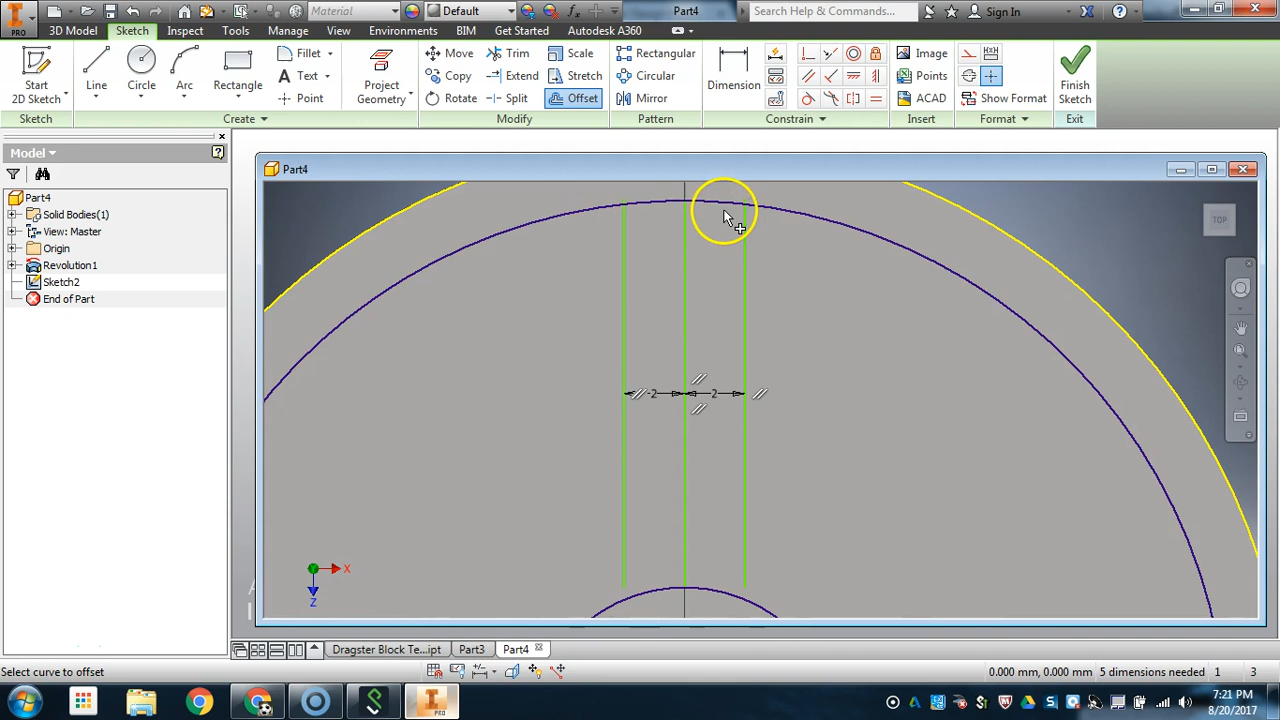 Material
Default
Part4
Search Help & Commands...
Sign In
PRO
3D Model
Sketch
Inspect
Tools
Manage
View
Environments
BIM
Get Started
Autodesk A360
Start
2D Sketch
Line
Circle
Arc
Rectangle
Fillet
Text
Point
Project
Geometry
Move
Copy
Rotate
Trim
Extend
Split
Scale
Stretch
Offset
Rectangular
Circular
Mirror
Dimension
Image
Points
ACAD
Show Format
Finish
Sketch
Sketch
Create
Modify
Pattern
Constrain
Insert
Format
Exit
Model
Part4
Solid Bodies(1)
View: Master
Origin
Revolution1
Sketch2
End of Part
Part4
TOP
2
2
X
Z
Dragster Block Te...ipt
Part3
Part4
Select curve to offset
0.000 mm, 0.000 mm
5 dimensions needed
1
3
PRO
7:21 PM
8/20/2017